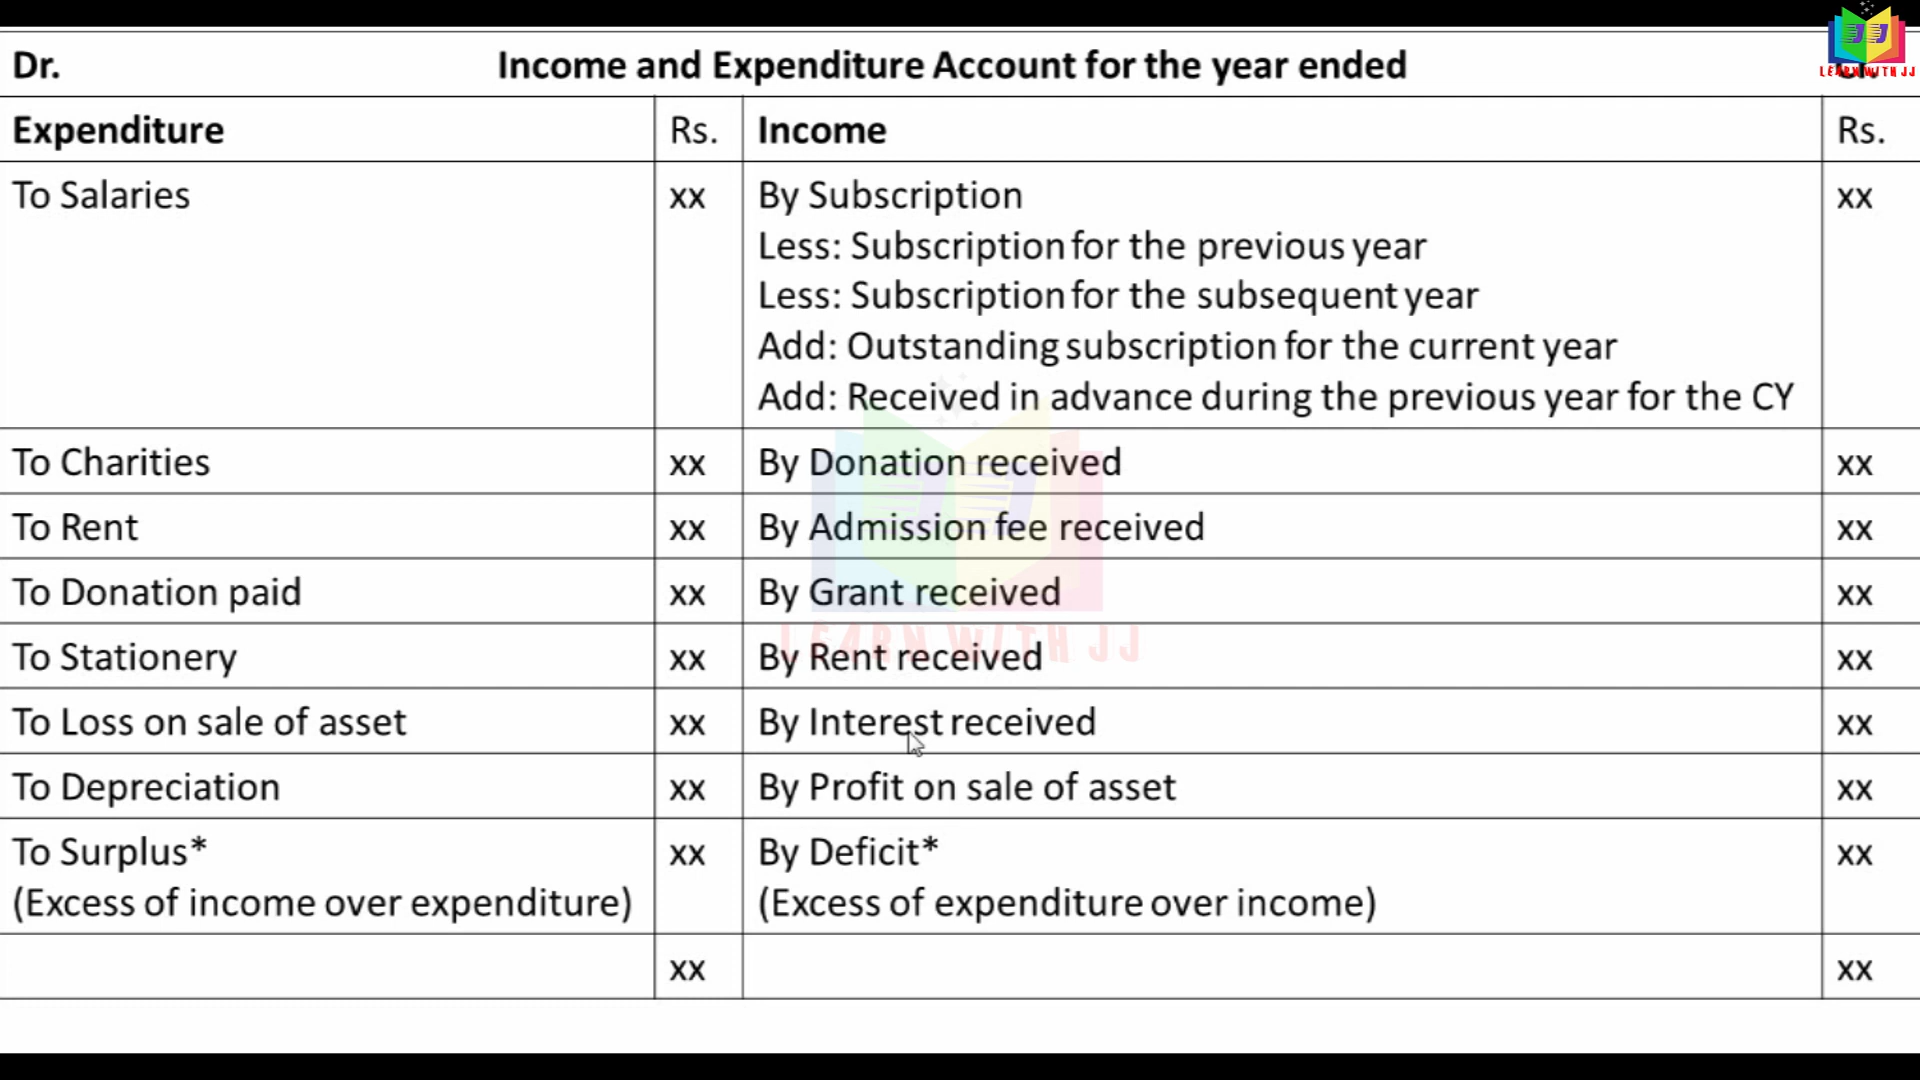 Dr. Income and Expenditure Account for the year ended
LEARN WITH JJ
Expenditure Rs. Income Rs.
To Salaries xx By Subscription xx
Less: Subscription for the previous year
Less: Subscription for the subsequent year
Add: Outstanding subscription for the current year
Add: Received in advance during the previous year for the CY
To Charities xx By Donation received xx
To Rent xx By Admission fee received xx
To Donation paid xx By Grant received xx
LEARN WITH JJ
To Stationery xx By Rent received xx
To Loss on sale of asset xx By Interest received xx
To Depreciation xx By Profit on sale of asset xx
To Surplus* xx By Deficit* xx
(Excess of income over expenditure) (Excess of expenditure over income)
xx xx